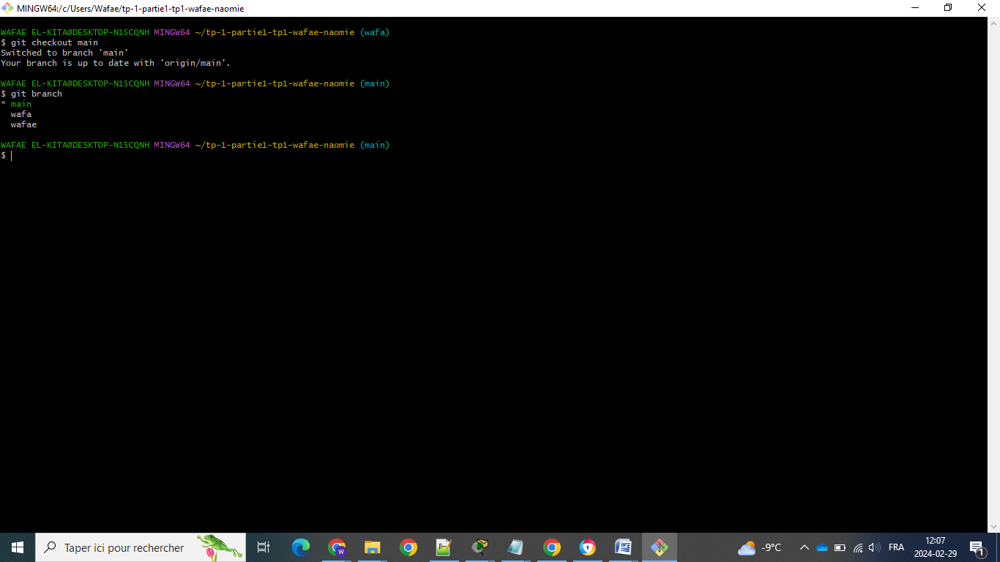 MINGW64:/c/Users/Wafae/tp-1-partie1-tp1-wafae-naomie
WAFAE EL-KITA@DESKTOP-N15CQNH MINGW64 ~/tp-1-partie1-tp1-wafae-naomie (wafa)
$ git checkout main
Switched to branch 'main'
Your branch is up to date with 'origin/main'.
WAFAE EL-KITA@DESKTOP-N15CQNH MINGW64 ~/tp-1-partie1-tp1-wafae-naomie (main)
$ git branch
* main
wafa
wafae
WAFAE EL-KITA@DESKTOP-N15CQNH MINGW64 ~/tp-1-partie1-tp1-wafae-naomie (main)
$
Taper ici pour rechercher
W
W
-9°C
FRA
12:07
2024-02-29
1